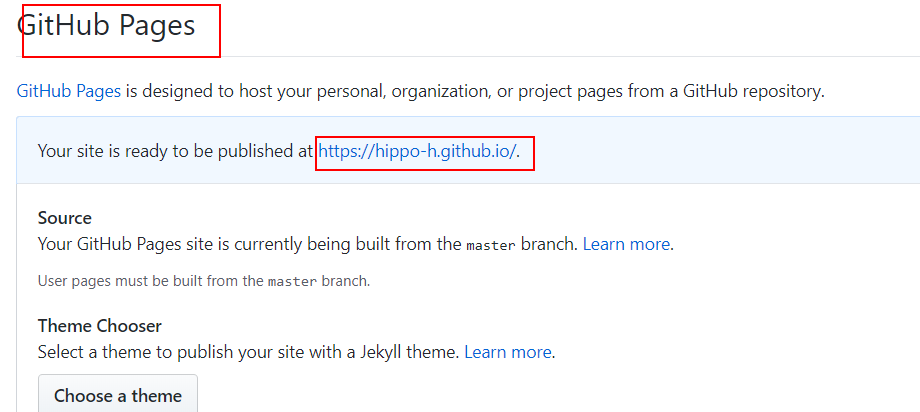 GitHub Pages
GitHub Pages is designed to host your personal, organization, or project pages from a GitHub repository.
Your site is ready to be published at https://hippo-h.github.io/.
Source
Your GitHub Pages site is currently being built from the master branch. Learn more.
User pages must be built from the master branch.
Theme Chooser
Select a theme to publish your site with a Jekyll theme. Learn more.
Choose a theme